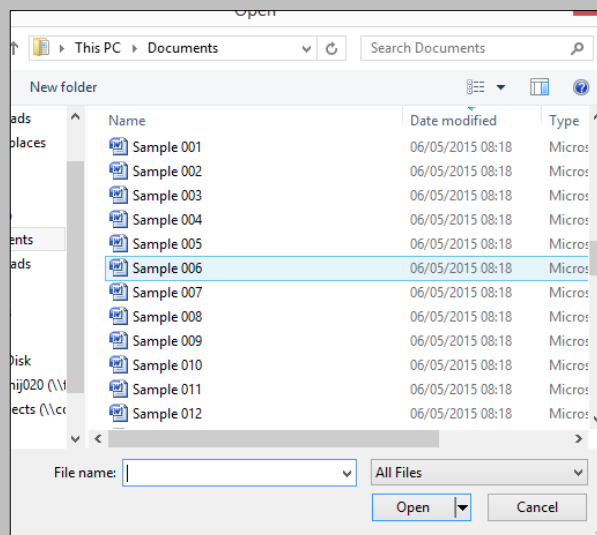 Open
This PC Documents Search Documents
New folder
ads
places
ents
ads
Disk
nij020 (\\f
ects (\\co
Name Date modified Type
Sample 001 06/05/2015 08:18 Micros
Sample 002 06/05/2015 08:18 Micros
Sample 003 06/05/2015 08:18 Micros
Sample 004 06/05/2015 08:18 Micros
Sample 005 06/05/2015 08:18 Micros
Sample 006 06/05/2015 08:18 Micros
Sample 007 06/05/2015 08:18 Micros
Sample 008 06/05/2015 08:18 Micros
Sample 009 06/05/2015 08:18 Micros
Sample 010 06/05/2015 08:18 Micros
Sample 011 06/05/2015 08:18 Micros
Sample 012 06/05/2015 08:18 Micros
File name: All Files
Open Cancel